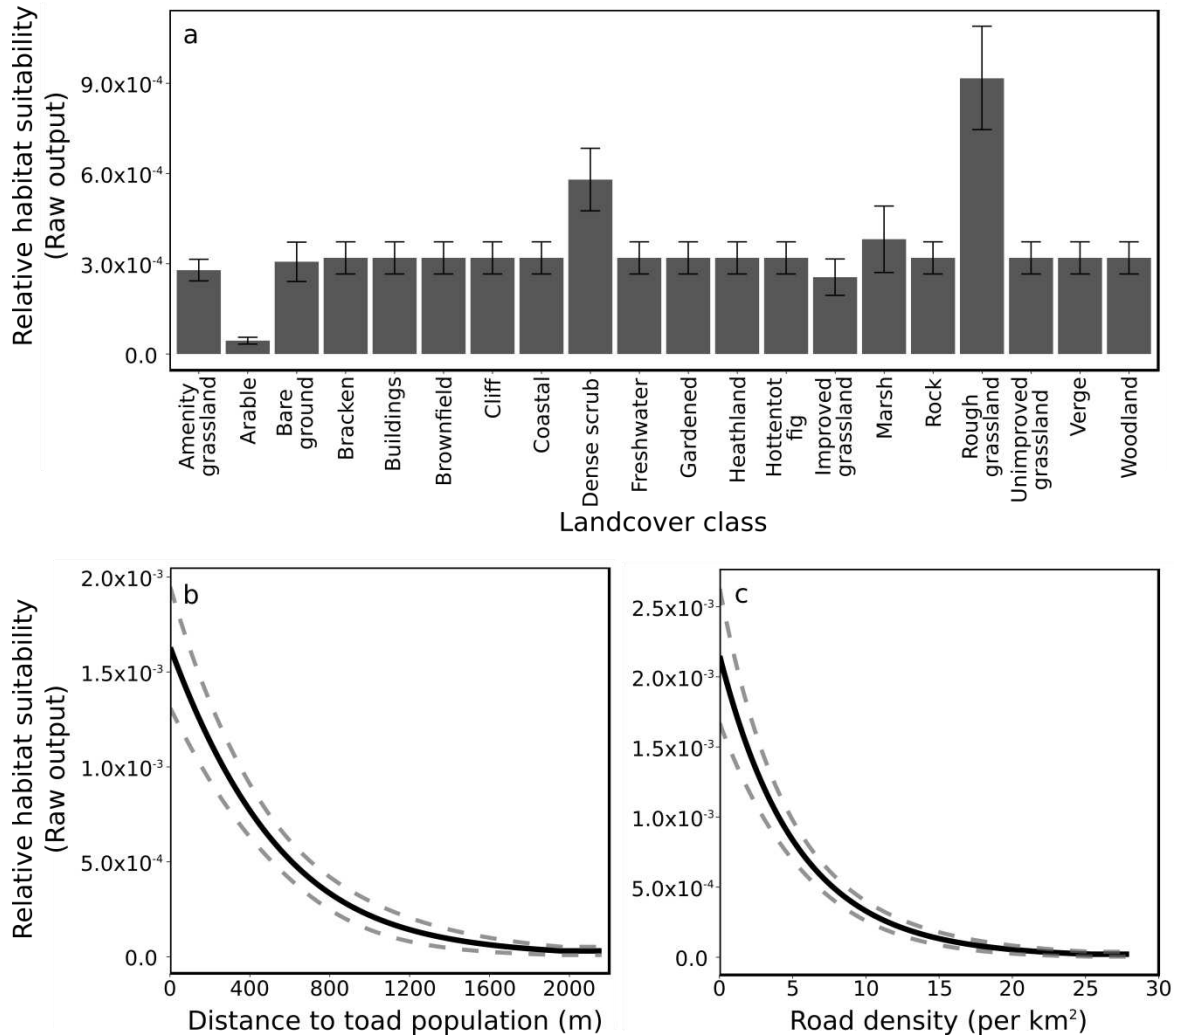 a
Relative habitat suitability
(Raw output)
9.0x10⁻⁴
6.0x10⁻⁴
3.0x10⁻⁴
0.0
Amenity
grassland
Arable
Bare
ground
Bracken
Buildings
Brownfield
Cliff
Coastal
Dense scrub
Freshwater
Gardened
Heathland
Hottentot
fig
Improved
grassland
Marsh
Rock
Rough
grassland
Unimproved
grassland
Verge
Woodland
Landcover class
b
Relative habitat suitability
(Raw output)
2.0x10⁻³
1.5x10⁻³
1.0x10⁻³
5.0x10⁻⁴
0.0
0 400 800 1200 1600 2000
Distance to toad population (m)
c
2.5x10⁻³
2.0x10⁻³
1.5x10⁻³
1.0x10⁻³
5.0x10⁻⁴
0.0
0 5 10 15 20 25 30
Road density (per km²)